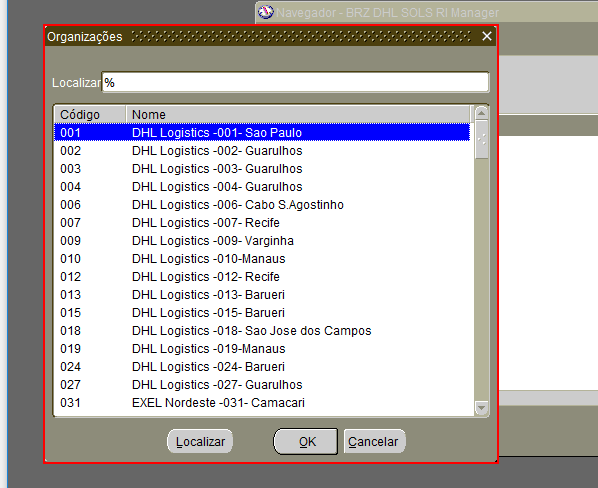 Navegador - BRZ DHL SOLS RI Manager
Organizações
Localizar %
Código Nome
001 DHL Logistics -001- Sao Paulo
002 DHL Logistics -002- Guarulhos
003 DHL Logistics -003- Guarulhos
004 DHL Logistics -004- Guarulhos
006 DHL Logistics -006- Cabo S.Agostinho
007 DHL Logistics -007- Recife
009 DHL Logistics -009- Varginha
010 DHL Logistics -010-Manaus
012 DHL Logistics -012- Recife
013 DHL Logistics -013- Barueri
015 DHL Logistics -015- Barueri
018 DHL Logistics -018- Sao Jose dos Campos
019 DHL Logistics -019-Manaus
024 DHL Logistics -024- Barueri
027 DHL Logistics -027- Guarulhos
031 EXEL Nordeste -031- Camacari
Localizar OK Cancelar